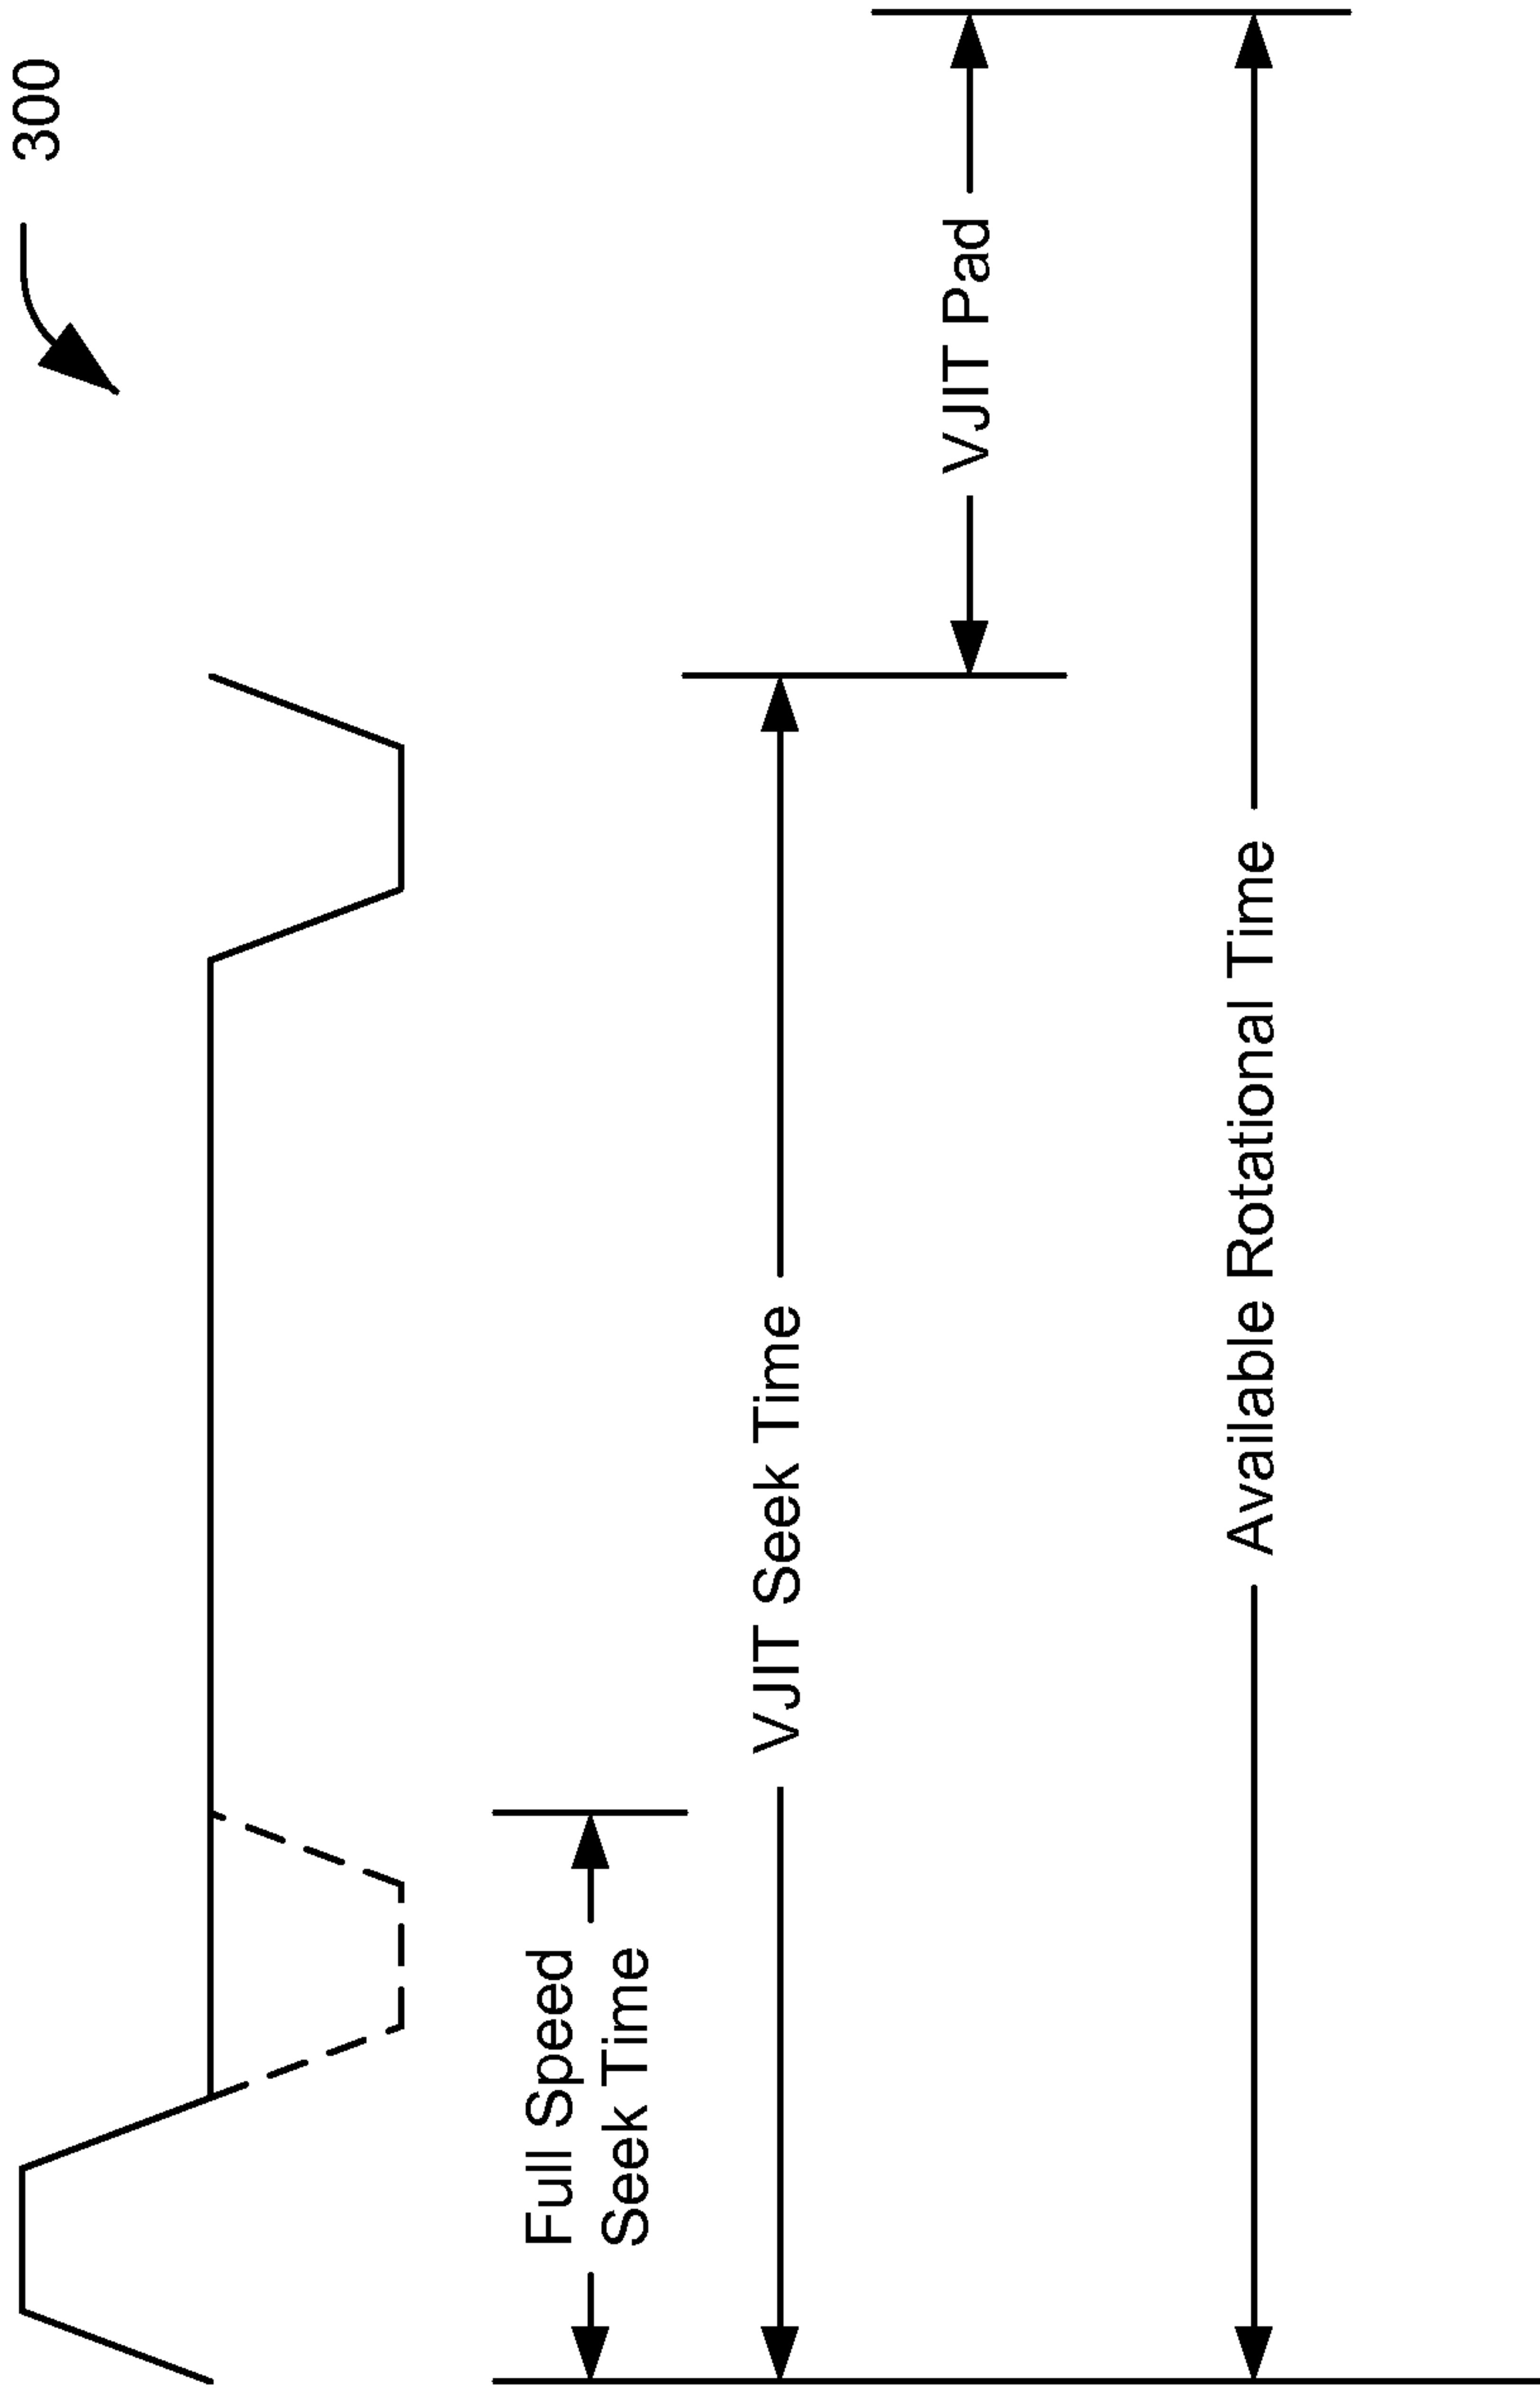 300
Full Speed
Seek Time
VJIT Seek Time
VJIT Pad
Available Rotational Time